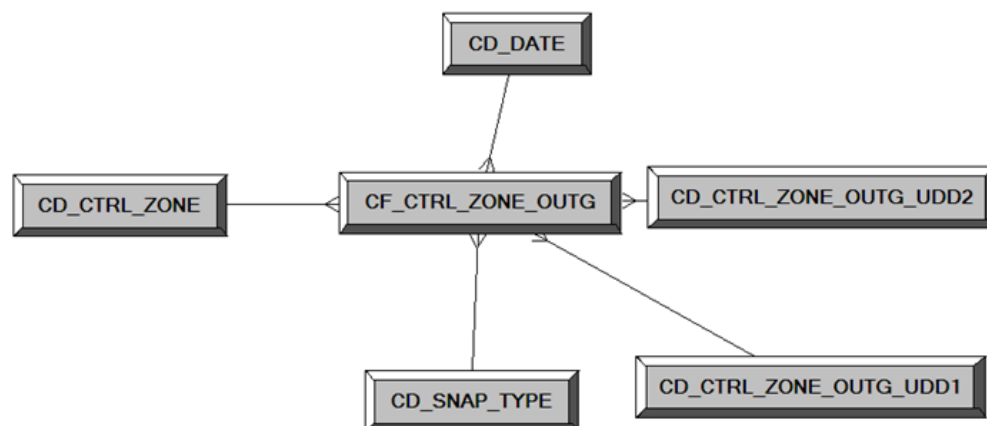 CD_DATE
CD_CTRL_ZONE
CF_CTRL_ZONE_OUTG
CD_CTRL_ZONE_OUTG_UDD2
CD_SNAP_TYPE
CD_CTRL_ZONE_OUTG_UDD1